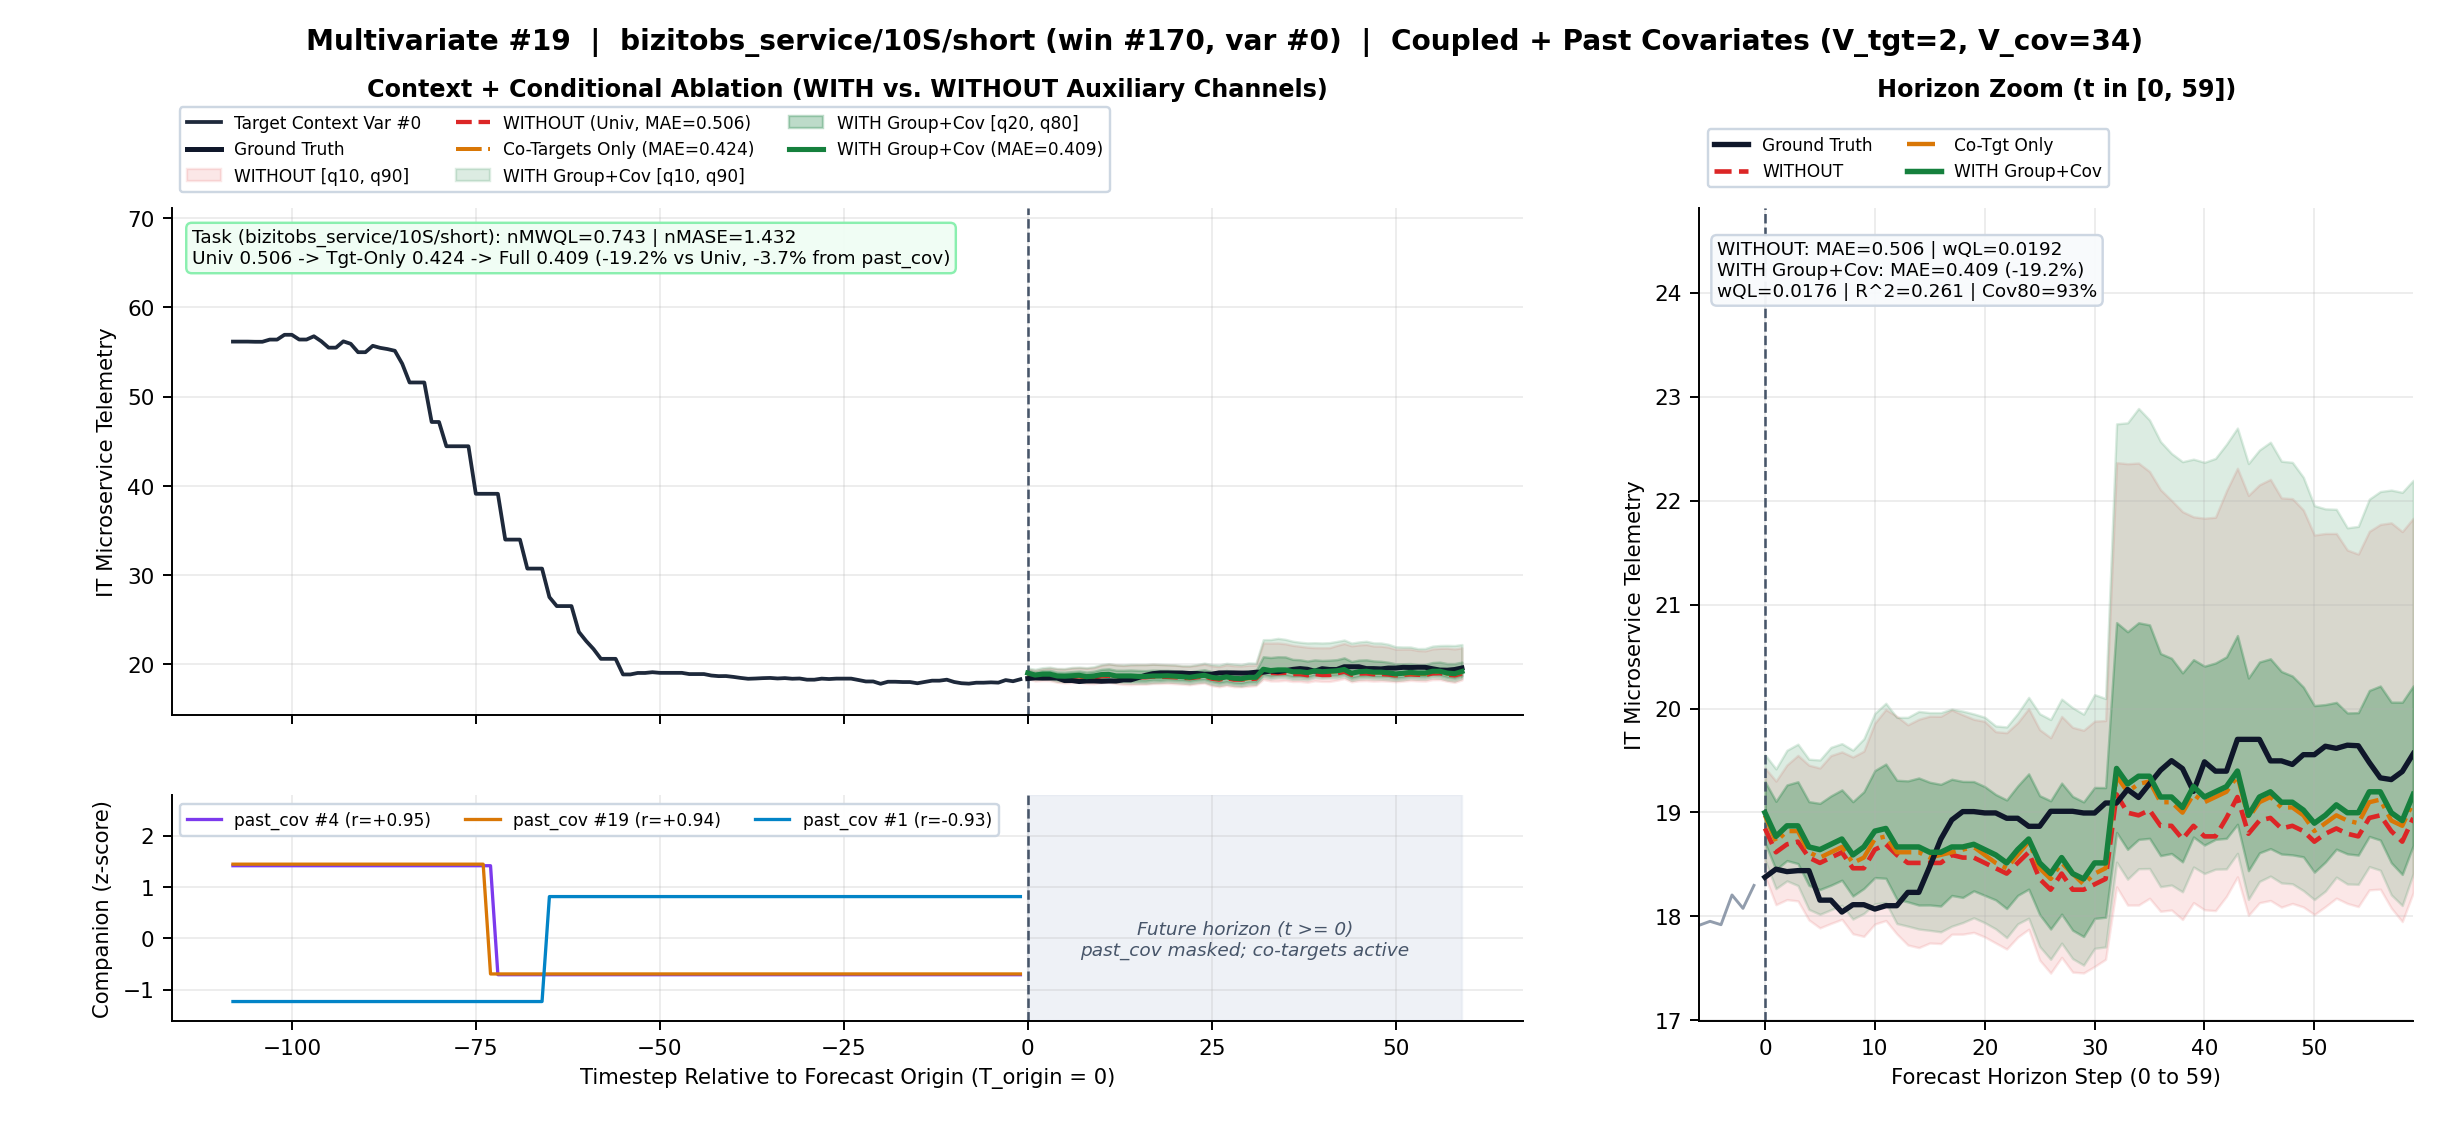 Multivariate #19 | bizitobs_service/10S/short (win #170, var #0) | Coupled + Past Covariates (V_tgt=2, V_cov=34)
Context + Conditional Ablation (WITH vs. WITHOUT Auxiliary Channels)
Target Context Var #0
Ground Truth
WITHOUT [q10, q90]
WITHOUT (Univ, MAE=0.506)
Co-Targets Only (MAE=0.424)
WITH Group+Cov [q10, q90]
WITH Group+Cov [q20, q80]
WITH Group+Cov (MAE=0.409)
Task (bizitobs_service/10S/short): nMWQL=0.743 | nMASE=1.432
Univ 0.506 -> Tgt-Only 0.424 -> Full 0.409 (-19.2% vs Univ, -3.7% from past_cov)
IT Microservice Telemetry
70
60
50
40
30
20
past_cov #4 (r=+0.95)
past_cov #19 (r=+0.94)
past_cov #1 (r=-0.93)
Future horizon (t >= 0)
past_cov masked; co-targets active
Companion (z-score)
2
1
0
−1
−100
−75
−50
−25
0
25
50
Timestep Relative to Forecast Origin (T_origin = 0)
Horizon Zoom (t in [0, 59])
Ground Truth
WITHOUT
Co-Tgt Only
WITH Group+Cov
WITHOUT: MAE=0.506 | wQL=0.0192
WITH Group+Cov: MAE=0.409 (-19.2%)
wQL=0.0176 | R^2=0.261 | Cov80=93%
IT Microservice Telemetry
24
23
22
21
20
19
18
17
0
10
20
30
40
50
Forecast Horizon Step (0 to 59)